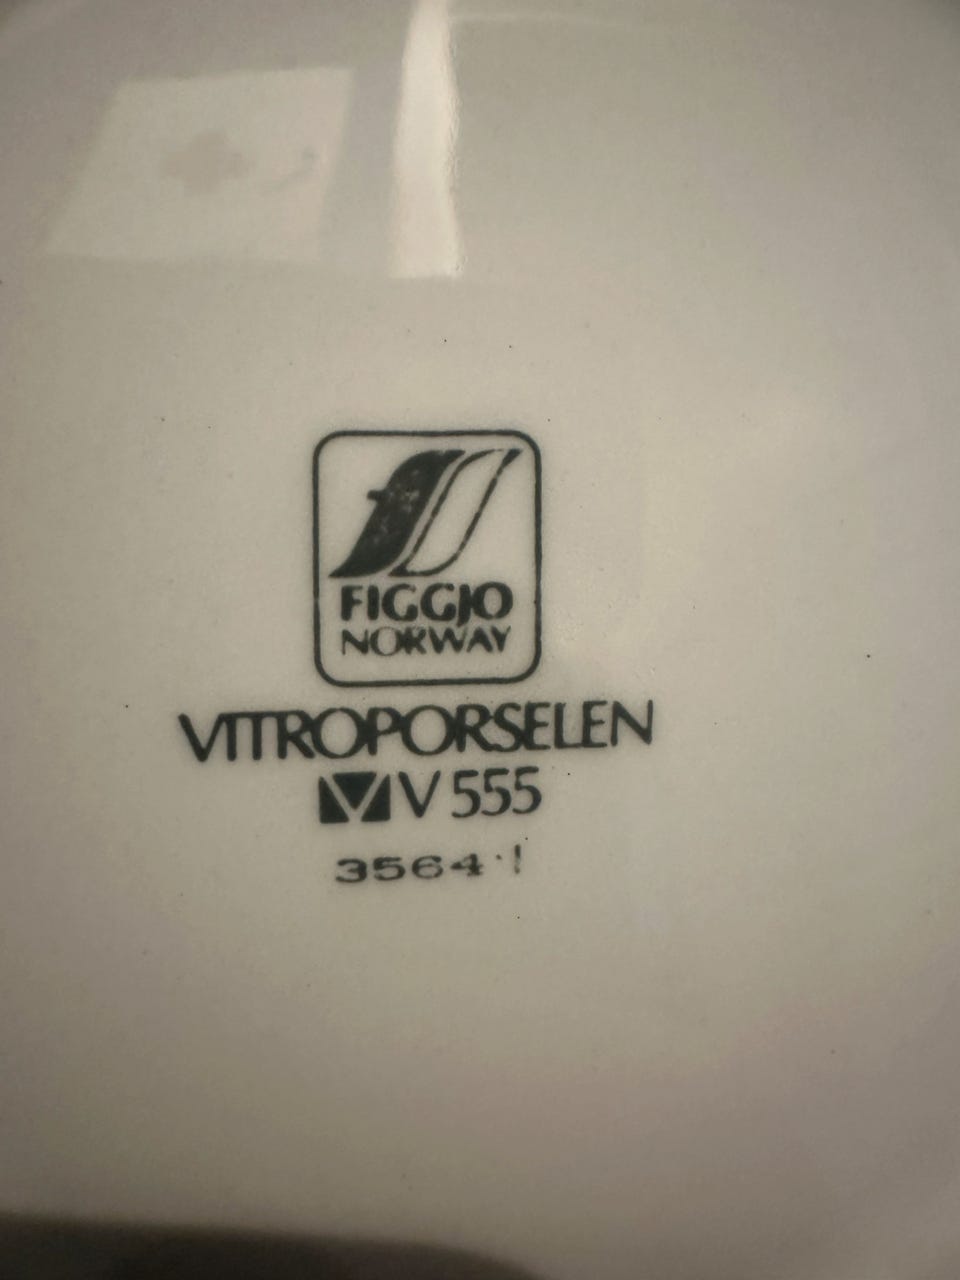 FIGGJO
NORWAY
VITROPORSELEN
V 555
3564